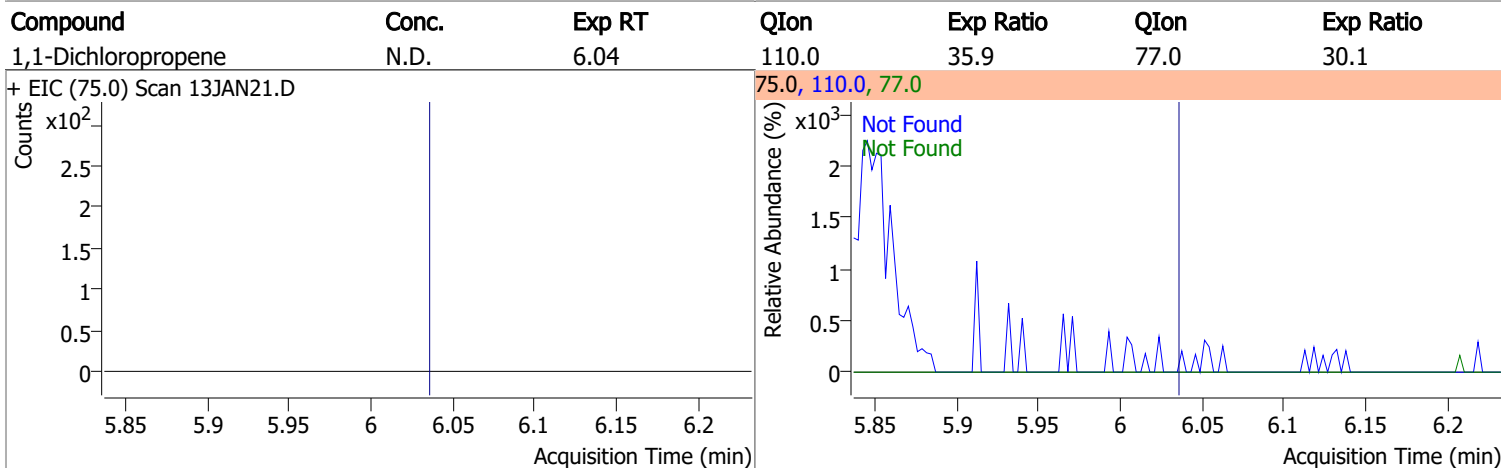 Compound Conc. Exp RT QIon Exp Ratio QIon Exp Ratio
1,1-Dichloropropene N.D. 6.04 110.0 35.9 77.0 30.1
+ EIC (75.0) Scan 13JAN21.D
Counts
x10²
2.5
2
1.5
1
0.5
0
5.85 5.9 5.95 6 6.05 6.1 6.15 6.2
Acquisition Time (min)
75.0, 110.0, 77.0
Relative Abundance (%)
x10³
Not Found
Not Found
2
1.5
1
0.5
0
5.85 5.9 5.95 6 6.05 6.1 6.15 6.2
Acquisition Time (min)